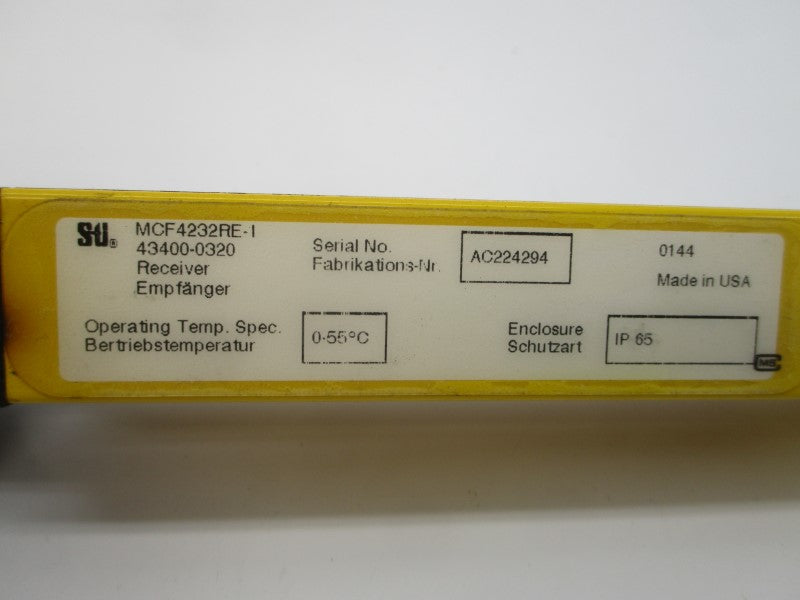 STI® MCF4232RE-I
43400-0320
Receiver
Empfänger
Serial No.
Fabrikations-Nr.
AC224294
0144
Made in USA
Operating Temp. Spec.
Bertriebstemperatur
0-55°C
Enclosure
Schutzart
IP 65